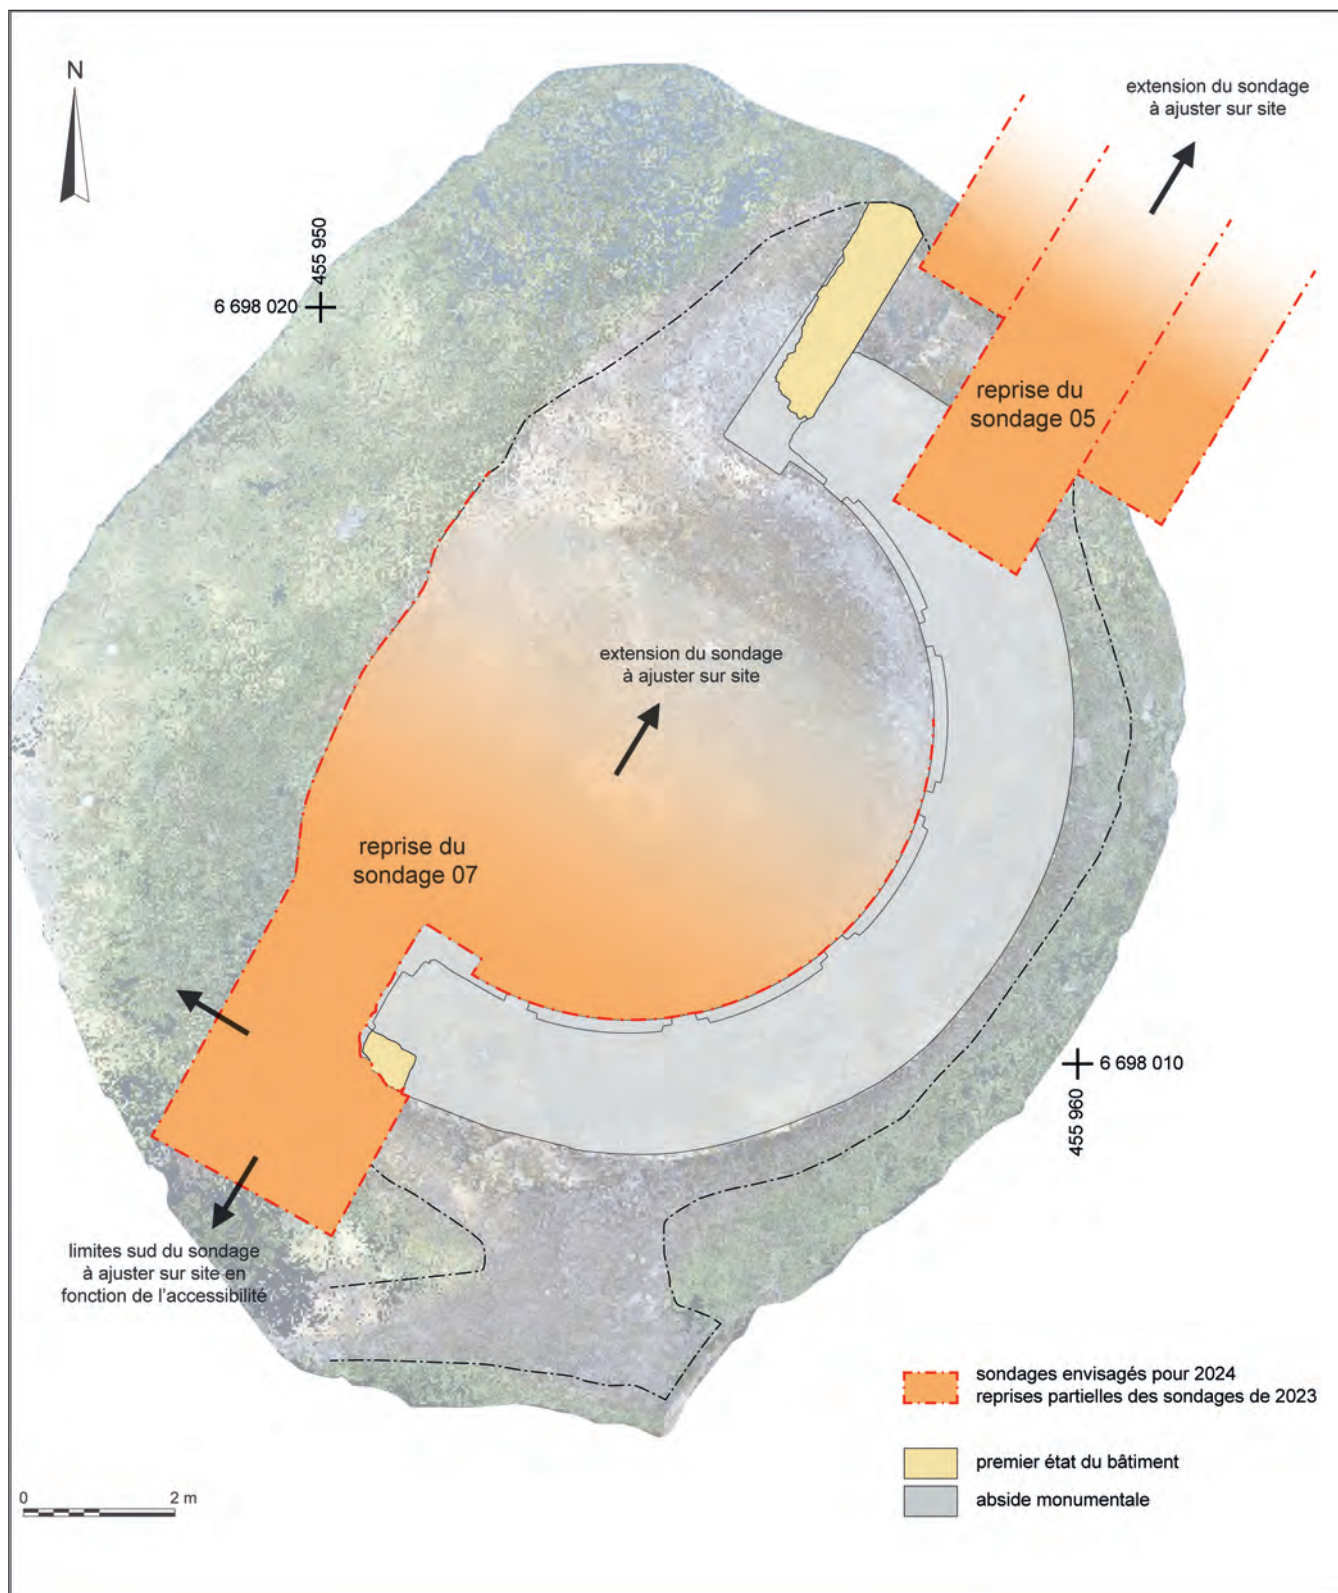 N
extension du sondage
à ajuster sur site
455 950
6 698 020
reprise du
sondage 05
extension du sondage
à ajuster sur site
reprise du
sondage 07
6 698 010
455 960
limites sud du sondage
à ajuster sur site en
fonction de l'accessibilité
sondages envisagés pour 2024
reprises partielles des sondages de 2023
premier état du bâtiment
abside monumentale
0 2 m